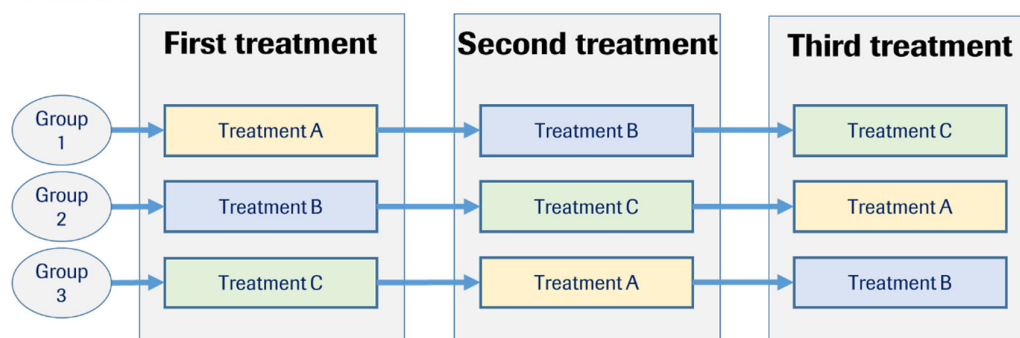 First treatment
Second treatment
Third treatment
Group
1
Treatment A
Treatment B
Treatment C
Group
2
Treatment B
Treatment C
Treatment A
Group
3
Treatment C
Treatment A
Treatment B